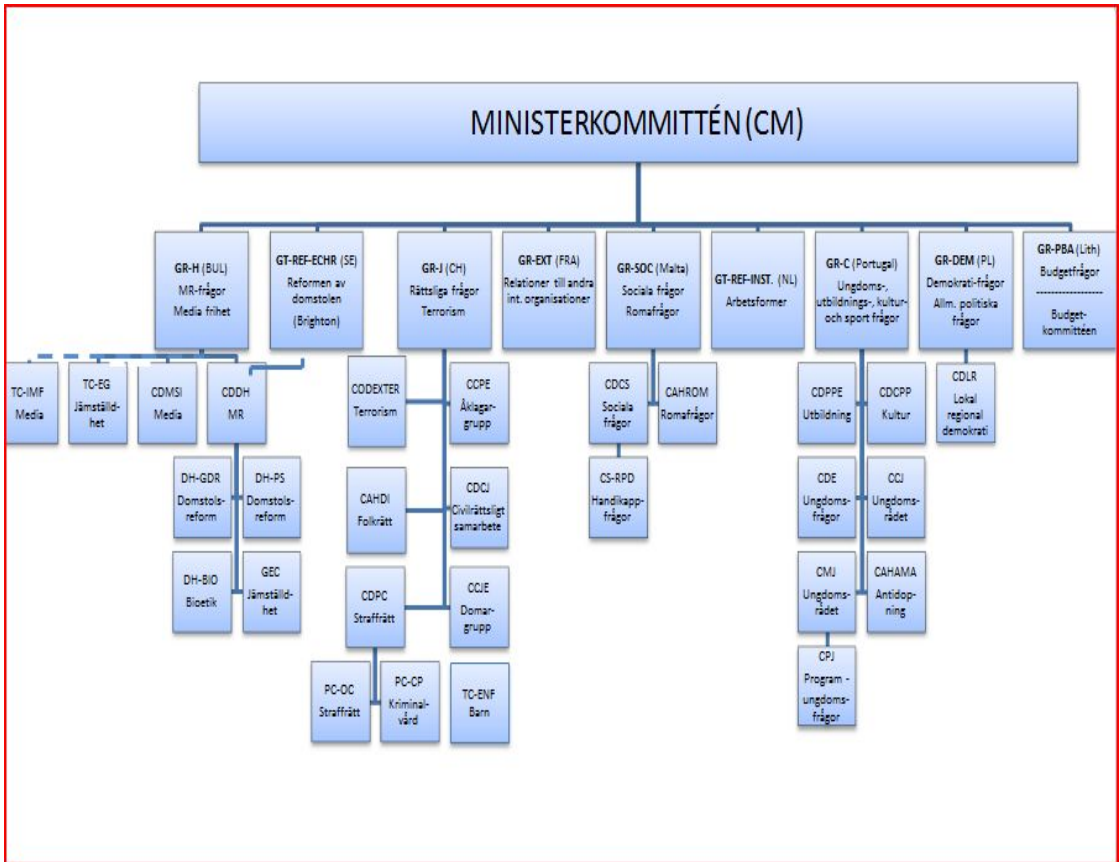 MINISTERKOMMITTÉN (CM)
GR-H (BUL)
MR-frågor
Media frihet
GT-REF-ECHR (SE)
Reformen av
domstolen
(Brighton)
GR-J (CH)
Rättsliga frågor
Terrorism
GR-EXT (FRA)
Relationer till andra
int. organisationer
GR-SOC (Malta)
Sociala frågor
Romafrågor
GT-REF-INST. (NL)
Arbetsformer
GR-C (Portugal)
Ungdoms-,
utbildnings-, kultur-
och sport frågor
GR-DEM (PL)
Demokrati-frågor
Allm. politiska
frågor
GR-PBA (Lith)
Budgetfrågor
------------------
Budget-
kommittéen
TC-IMF
Media
TC-EG
Jämställd-
het
CDMSI
Media
CDDH
MR
CODEXTER
Terrorism
CCPE
Åklagar-
grupp
CDCS
Sociala
frågor
CAHROM
Romafrågor
CDPPE
Utbildning
CDCPP
Kultur
CDLR
Lokal
regional
demokrati
DH-GDR
Domstols-
reform
DH-PS
Domstols-
reform
CAHDI
Folkrätt
CDCJ
Civilrättsligt
samarbete
CS-RPD
Handikapp-
frågor
CDE
Ungdoms-
frågor
CCJ
Ungdoms-
rådet
DH-BIO
Bioetik
GEC
Jämställd-
het
CDPC
Straffrätt
CCJE
Domar-
grupp
CMJ
Ungdoms-
rådet
CAHAMA
Antidopning
PC-OC
Straffrätt
PC-CP
Kriminal-
vård
TC-ENF
Barn
CPJ
Program -
ungdoms-
frågor